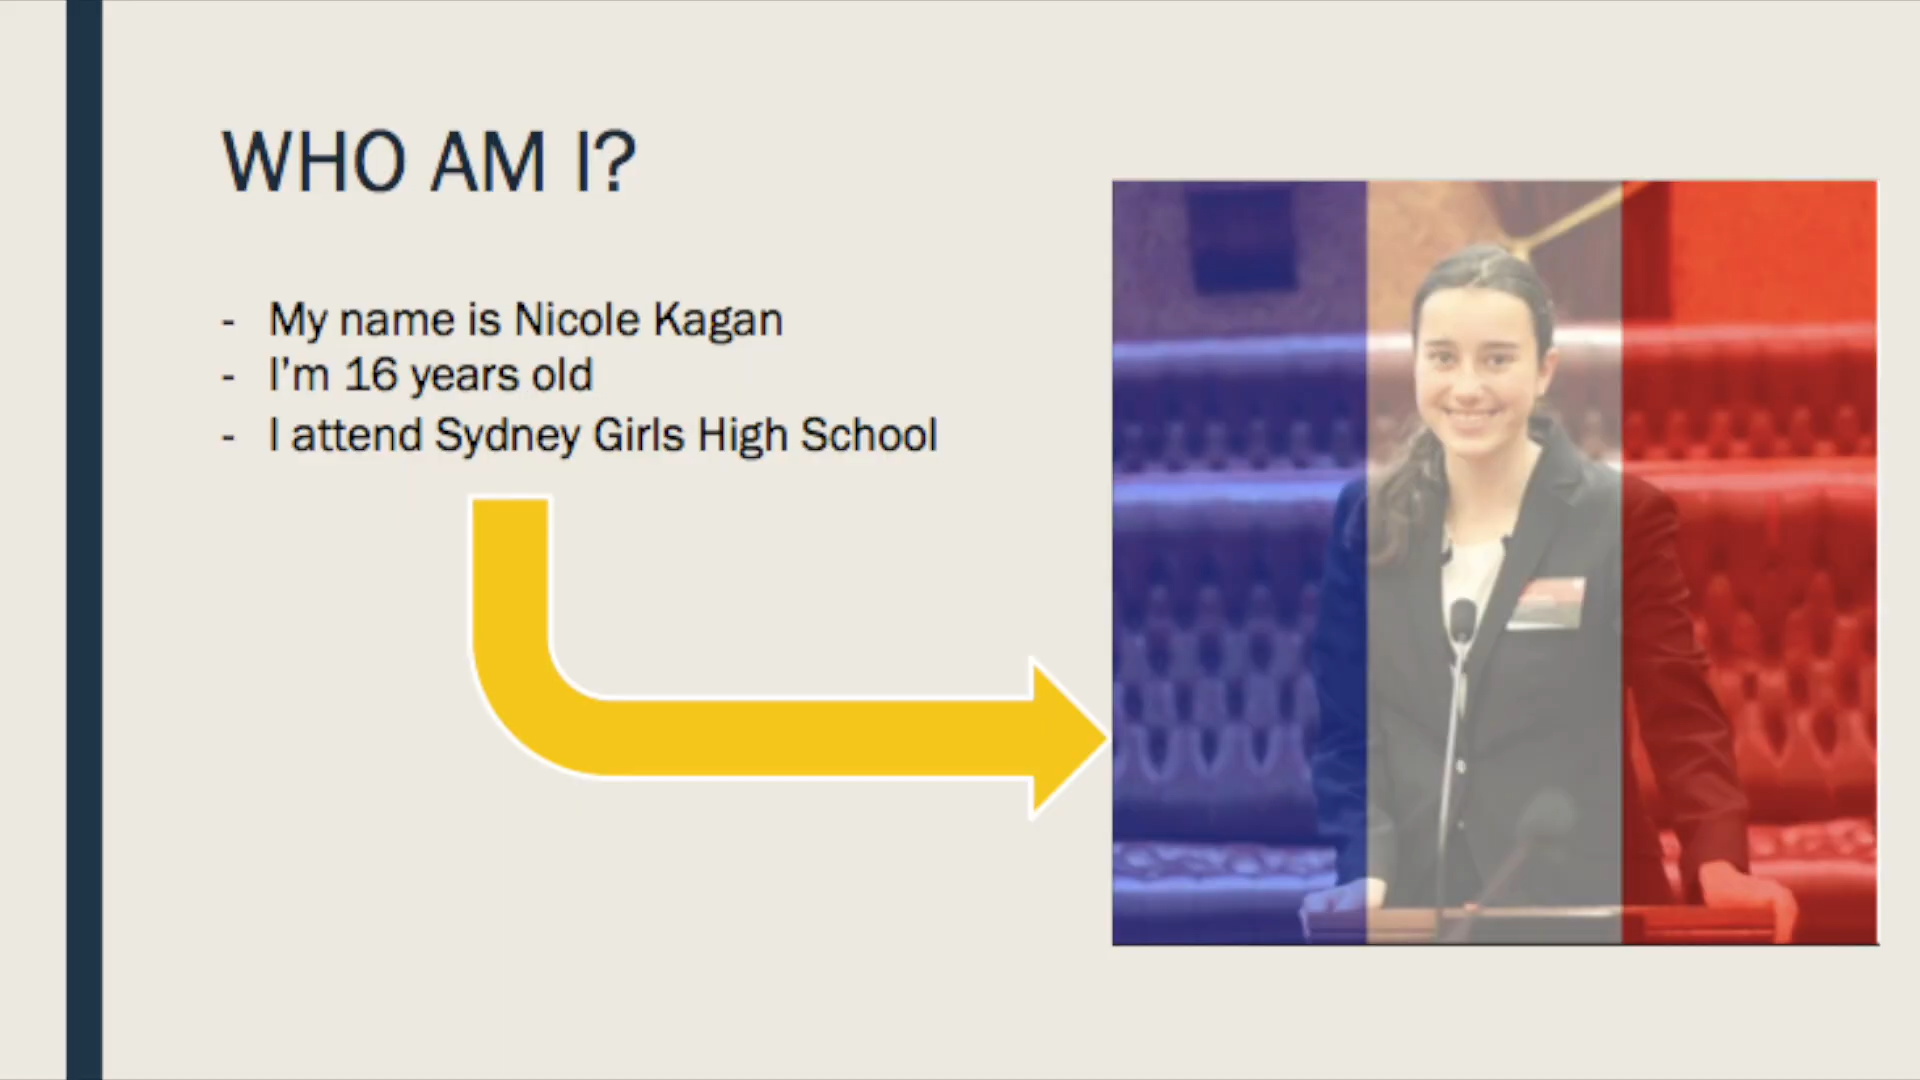 WHO AM I?
- My name is Nicole Kagan
- I'm 16 years old
- I attend Sydney Girls High School